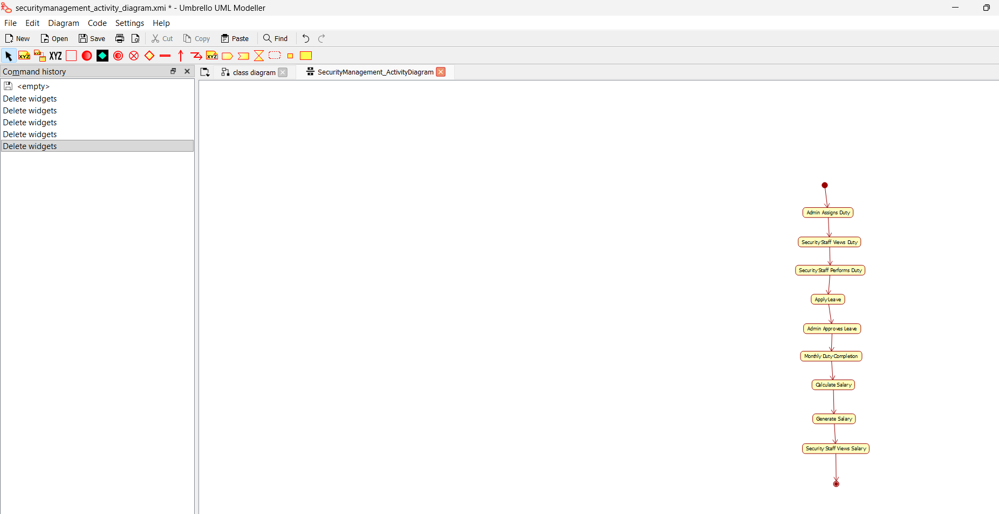 securitymanagement_activity_diagram.xmi * - Umbrello UML Modeller
File Edit Diagram Code Settings Help
New Open Save Cut Copy Paste Find
XYZ XYZ XYZ XYZ
Command history
class diagram
SecurityManagement_ActivityDiagram
<empty>
Delete widgets
Delete widgets
Delete widgets
Delete widgets
Delete widgets
Admin Assigns Duty
Security Staff Views Duty
Security Staff Performs Duty
Apply Leave
Admin Approves Leave
Monthly Duty Completion
Calculate Salary
Generate Salary
Security Staff Views Salary